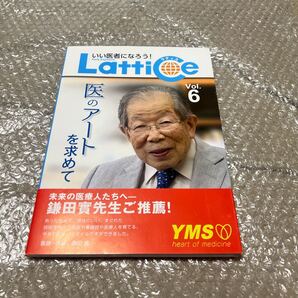 いい医者になろう!
Lattice
Vol.
6
医のアート
を求めて
未来の医療人たちへ—
鎌田實先生ご推薦!
YMS
heart of medicine